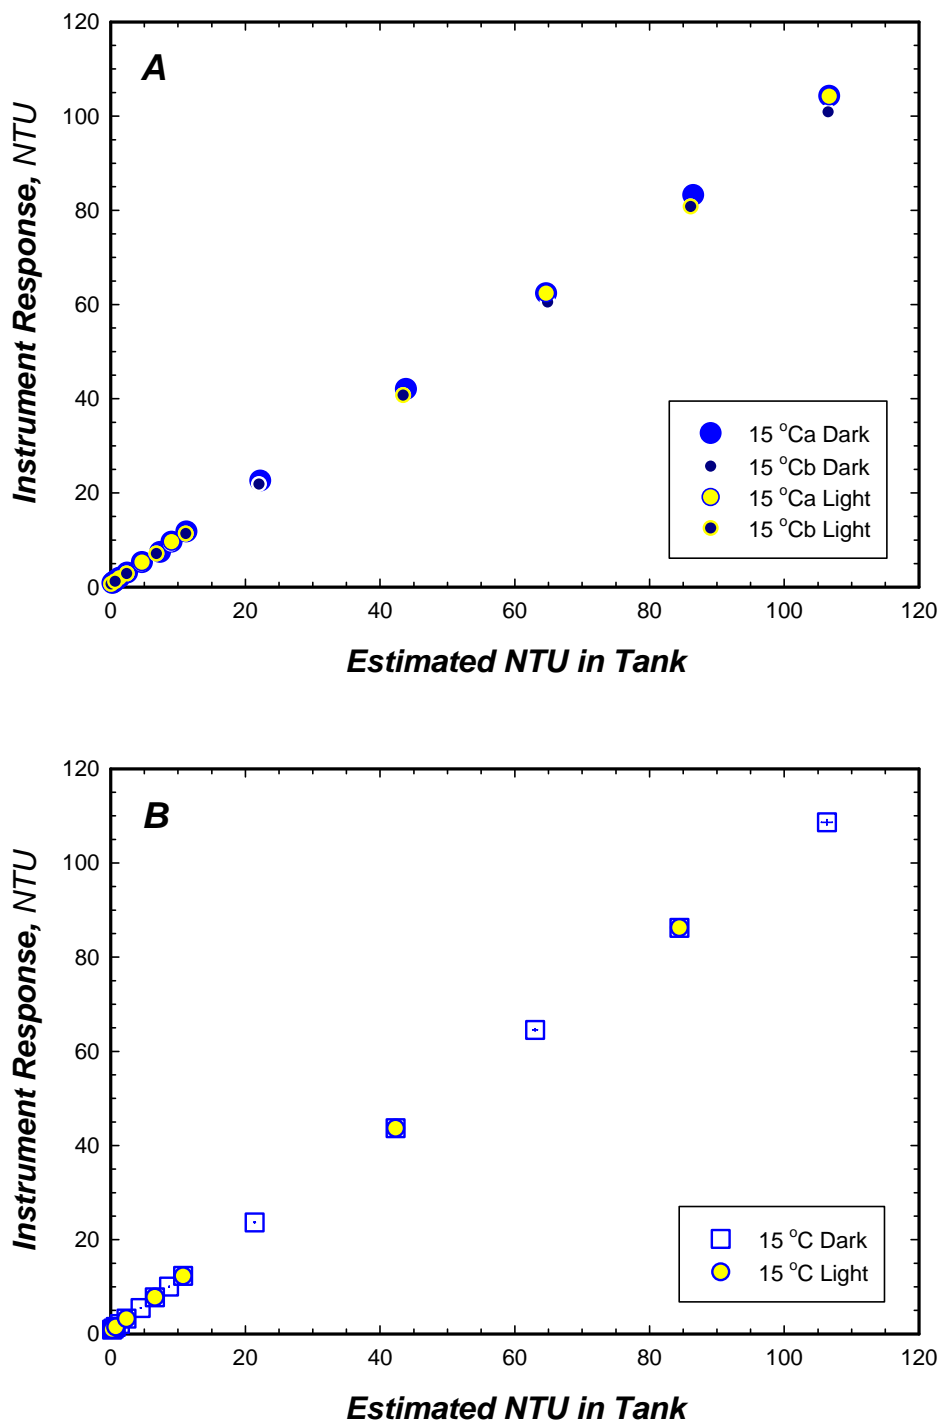 120
A
100
80
60
40
20
0
Instrument Response, NTU
15 °Ca Dark
15 °Cb Dark
15 °Ca Light
15 °Cb Light
0 20 40 60 80 100 120
Estimated NTU in Tank
120
B
100
80
60
40
20
0
Instrument Response, NTU
15 °C Dark
15 °C Light
0 20 40 60 80 100 120
Estimated NTU in Tank